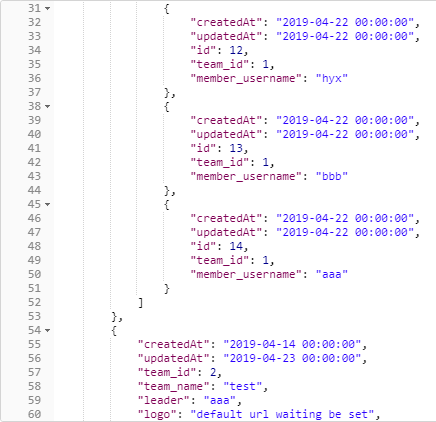 31 {
32 "createdAt": "2019-04-22 00:00:00",
33 "updatedAt": "2019-04-22 00:00:00",
34 "id": 12,
35 "team_id": 1,
36 "member_username": "hyx"
37 },
38 {
39 "createdAt": "2019-04-22 00:00:00",
40 "updatedAt": "2019-04-22 00:00:00",
41 "id": 13,
42 "team_id": 1,
43 "member_username": "bbb"
44 },
45 {
46 "createdAt": "2019-04-22 00:00:00",
47 "updatedAt": "2019-04-22 00:00:00",
48 "id": 14,
49 "team_id": 1,
50 "member_username": "aaa"
51 }
52 ]
53 },
54 {
55 "createdAt": "2019-04-14 00:00:00",
56 "updatedAt": "2019-04-23 00:00:00",
57 "team_id": 2,
58 "team_name": "test",
59 "leader": "aaa",
60 "logo": "default url waiting be set",